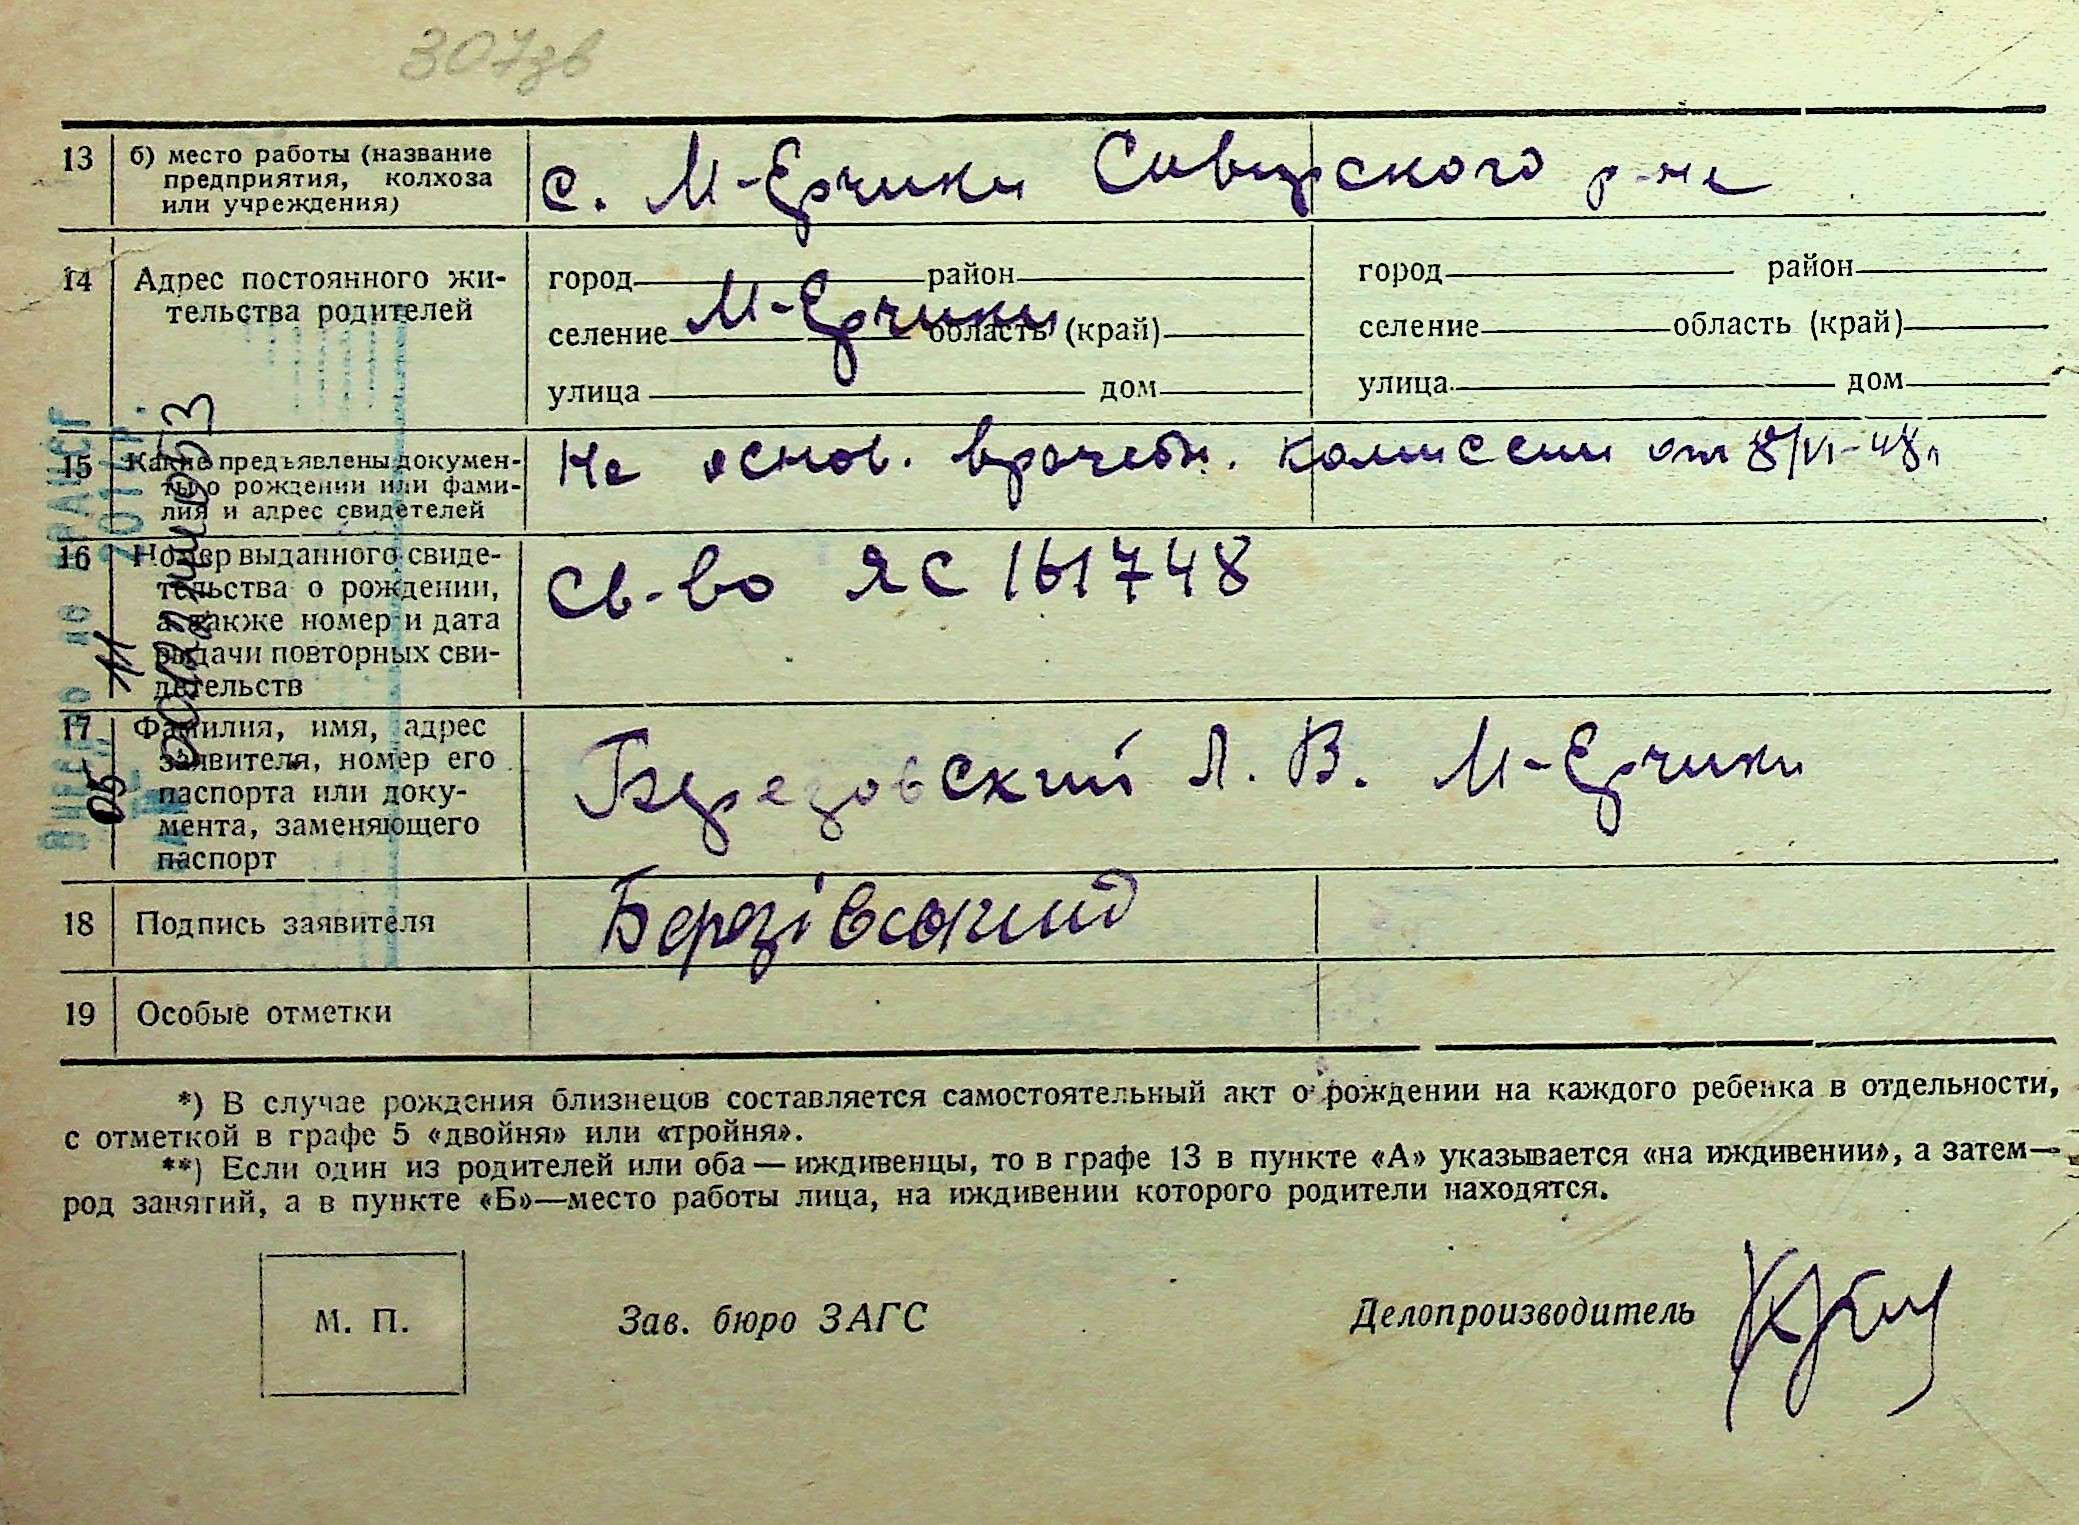 307зв
13 б) место работы (название
предприятия, колхоза
или учреждения)
с. М-Ерчики Сквирского р-на
14 Адрес постоянного жи-
тельства родителей
город район
селение М-Ерчики область (край)
улица дом
город район
селение область (край)
улица дом
15 Какие предъявлены докумен-
ты о рождении или фами-
лия и адрес свидетелей
На основ. врачебн. комиссии от 8/VI-48г
16 Номер выданного свиде-
тельства о рождении,
а также номер и дата
выдачи повторных сви-
детельств
Св-во ЯС 161748
17 Фамилия, имя, адрес
заявителя, номер его
паспорта или доку-
мента, заменяющего
паспорт
Березовский Л. В. М-Ерчики
18 Подпись заявителя
Березівський
19 Особые отметки
*) В случае рождения близнецов составляется самостоятельный акт о рождении на каждого ребенка в отдельности,
с отметкой в графе 5 «двойня» или «тройня».
**) Если один из родителей или оба — иждивенцы, то в графе 13 в пункте «А» указывается «на иждивении», а затем—
род занятий, а в пункте «Б»—место работы лица, на иждивении которого родители находятся.
М. П.
Зав. бюро ЗАГС
Делопроизводитель
05 11
201 р.